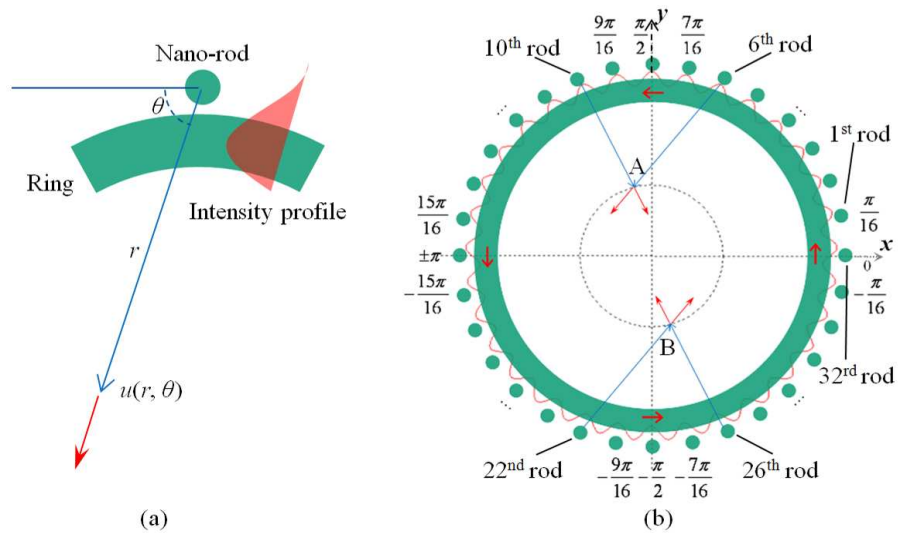 Nano-rod
θ
Ring
Intensity profile
r
u(r, θ)
(a)
10th rod
9π/16
π/2
y
7π/16
6th rod
..
..
1st rod
A
15π/16
π/16
±π
x
0
-15π/16
-π/16
B
32rd rod
..
..
22nd rod
-9π/16
-π/2
-7π/16
26th rod
(b)